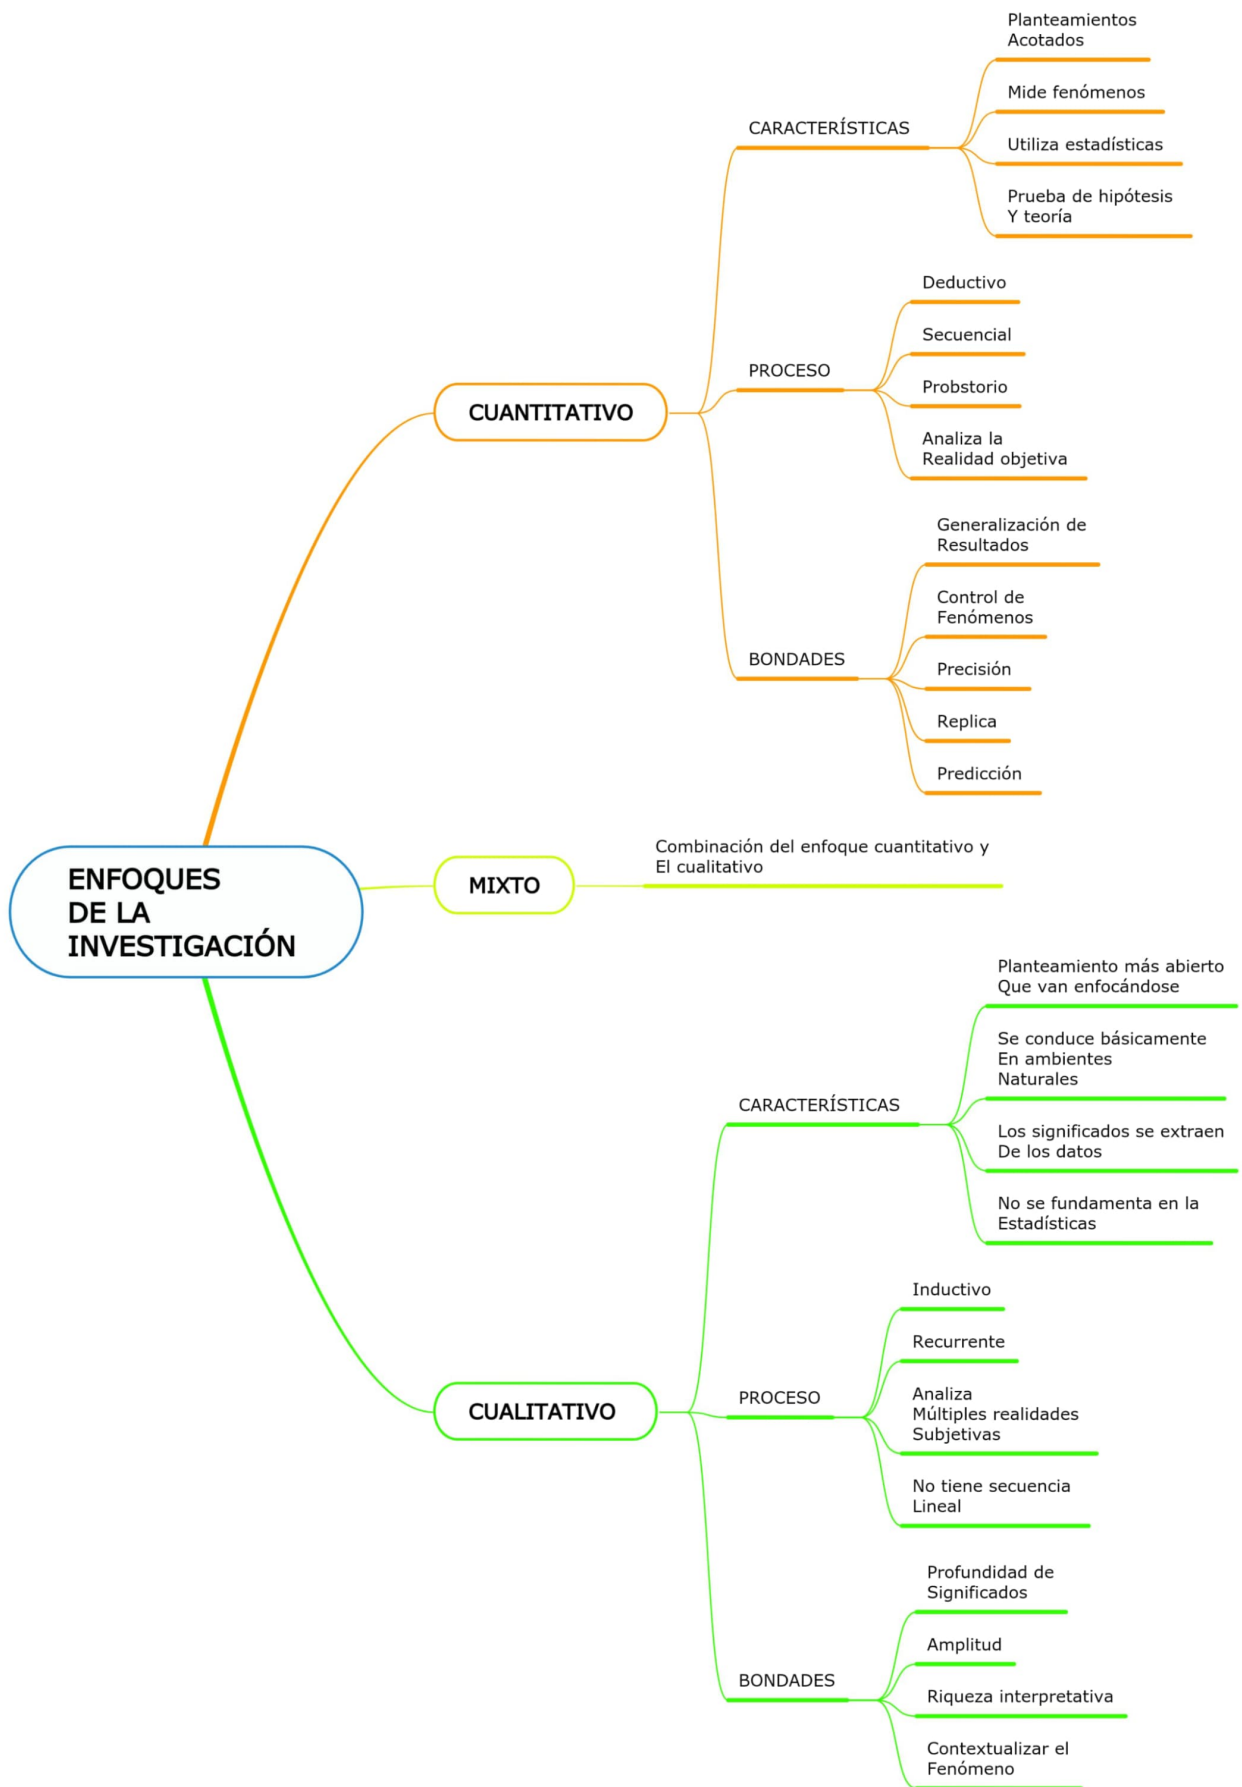 ENFOQUES
DE LA
INVESTIGACIÓN
CUANTITATIVO
CARACTERÍSTICAS
Planteamientos
Acotados
Mide fenómenos
Utiliza estadísticas
Prueba de hipótesis
Y teoría
PROCESO
Deductivo
Secuencial
Probstorio
Analiza la
Realidad objetiva
BONDADES
Generalización de
Resultados
Control de
Fenómenos
Precisión
Replica
Predicción
MIXTO
Combinación del enfoque cuantitativo y
El cualitativo
CUALITATIVO
CARACTERÍSTICAS
Planteamiento más abierto
Que van enfocándose
Se conduce básicamente
En ambientes
Naturales
Los significados se extraen
De los datos
No se fundamenta en la
Estadísticas
PROCESO
Inductivo
Recurrente
Analiza
Múltiples realidades
Subjetivas
No tiene secuencia
Lineal
BONDADES
Profundidad de
Significados
Amplitud
Riqueza interpretativa
Contextualizar el
Fenómeno